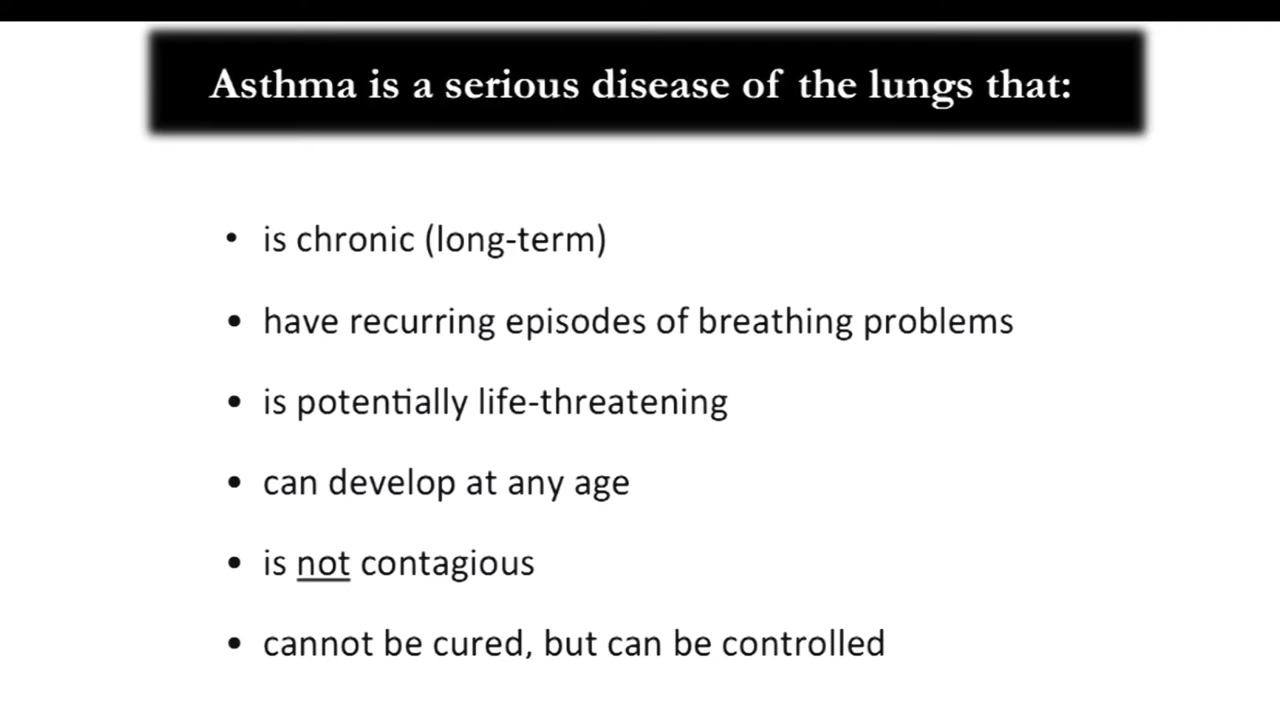 Asthma is a serious disease of the lungs that:
• is chronic (long-term)
• have recurring episodes of breathing problems
• is potentially life-threatening
• can develop at any age
• is not contagious
• cannot be cured, but can be controlled